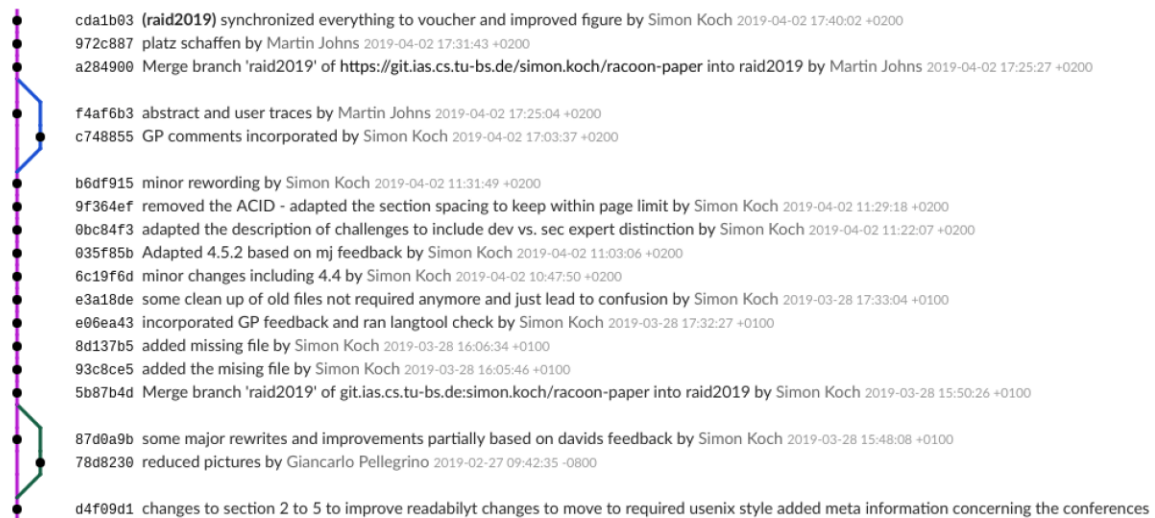 cda1b03 (raid2019) synchronized everything to voucher and improved figure by Simon Koch 2019-04-02 17:40:02 +0200
972c887 platz schaffen by Martin Johns 2019-04-02 17:31:43 +0200
a284900 Merge branch 'raid2019' of https://git.ias.cs.tu-bs.de/simon.koch/racoon-paper into raid2019 by Martin Johns 2019-04-02 17:25:27 +0200
f4af6b3 abstract and user traces by Martin Johns 2019-04-02 17:25:04 +0200
c748855 GP comments incorporated by Simon Koch 2019-04-02 17:03:37 +0200
b6df915 minor rewording by Simon Koch 2019-04-02 11:31:49 +0200
9f364ef removed the ACID - adapted the section spacing to keep within page limit by Simon Koch 2019-04-02 11:29:18 +0200
0bc84f3 adapted the description of challenges to include dev vs. sec expert distinction by Simon Koch 2019-04-02 11:22:07 +0200
035f85b Adapted 4.5.2 based on mj feedback by Simon Koch 2019-04-02 11:03:06 +0200
6c19f6d minor changes including 4.4 by Simon Koch 2019-04-02 10:47:50 +0200
e3a18de some clean up of old files not required anymore and just lead to confusion by Simon Koch 2019-03-28 17:33:04 +0100
e06ea43 incorporated GP feedback and ran langtool check by Simon Koch 2019-03-28 17:32:27 +0100
8d137b5 added missing file by Simon Koch 2019-03-28 16:06:34 +0100
93c8ce5 added the mising file by Simon Koch 2019-03-28 16:05:46 +0100
5b87b4d Merge branch 'raid2019' of git.ias.cs.tu-bs.de:simon.koch/racoon-paper into raid2019 by Simon Koch 2019-03-28 15:50:26 +0100
87d0a9b some major rewrites and improvements partially based on davids feedback by Simon Koch 2019-03-28 15:48:08 +0100
78d8230 reduced pictures by Giancarlo Pellegrino 2019-02-27 09:42:35 -0800
d4f09d1 changes to section 2 to 5 to improve readabilyt changes to move to required usenix style added meta information concerning the conferences